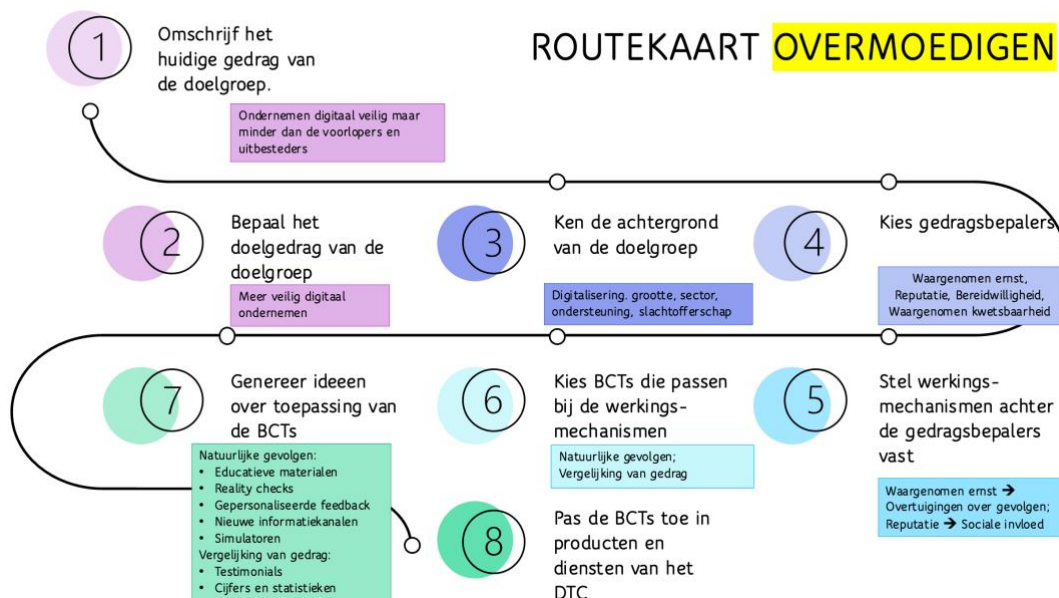 ROUTEKAART OVERMOEDIGEN
1
Omschrijf het
huidige gedrag van
de doelgroep.
Ondernemen digitaal veilig maar
minder dan de voorlopers en
uitbesteders
2
Bepaal het
doelgedrag van de
doelgroep
Meer veilig digitaal
ondernemen
3
Ken de achtergrond
van de doelgroep
Digitalisering. grootte, sector,
ondersteuning, slachtofferschap
4
Kies gedragsbepalers
Waargenomen ernst,
Reputatie, Bereidwilligheid,
Waargenomen kwetsbaarheid
5
Stel werkings-
mechanismen achter
de gedragsbepalers
vast
Waargenomen ernst →
Overtuigingen over gevolgen;
Reputatie → Sociale invloed
6
Kies BCTs die passen
bij de werkings-
mechanismen
Natuurlijke gevolgen;
Vergelijking van gedrag
7
Genereer ideeen
over toepassing van
de BCTs
Natuurlijke gevolgen:
• Educatieve materialen
• Reality checks
• Gepersonaliseerde feedback
• Nieuwe informatiekanalen
• Simulatoren
Vergelijking van gedrag:
• Testimonials
• Cijfers en statistieken
8
Pas de BCTs toe in
producten en
diensten van het
DTC